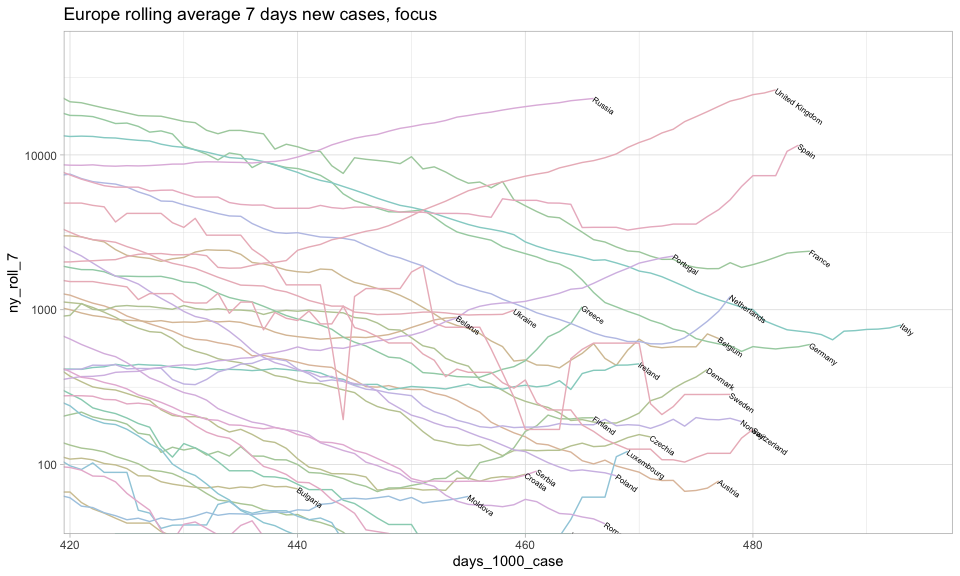 Europe rolling average 7 days new cases, focus
United Kingdom
Russia
10000
Spain
France
Portugal
Netherlands
ny_roll_7
1000
Ukraine
Greece
Belarus
Italy
Belgium
Germany
Ireland
Denmark
Sweden
Finland
Norway
Switzerland
Czechia
100
Luxembourg
Serbia
Croatia
Poland
Austria
Bulgaria
Moldova
Rom
420
440
460
480
days_1000_case